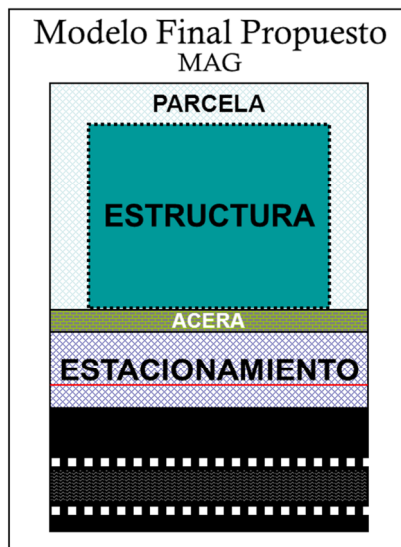 Modelo Final Propuesto
MAG
PARCELA
ESTRUCTURA
ACERA
ESTACIONAMIENTO